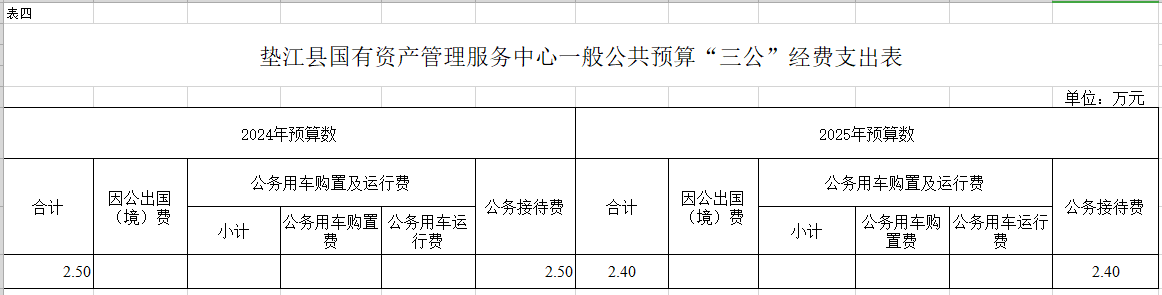 表四
垫江县国有资产管理服务中心一般公共预算“三公”经费支出表
单位：万元
2024年预算数 2025年预算数
合计 因公出国（境）费 公务用车购置及运行费 公务接待费 合计 因公出国（境）费 公务用车购置及运行费 公务接待费
小计 公务用车购置费 公务用车运行费 小计 公务用车购置费 公务用车运行费
2.50 2.50 2.40 2.40